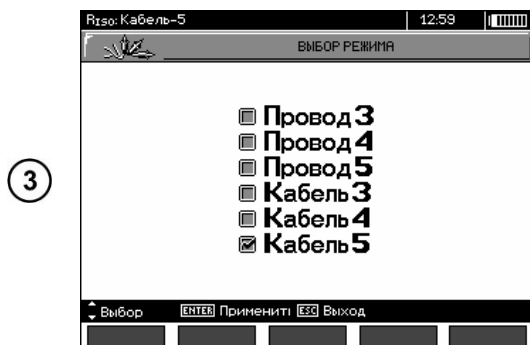 RISO: Кабель-5 12:59
ВЫБОР РЕЖИМА
Провод 3
Провод 4
Провод 5
3
Кабель 3
Кабель 4
Кабель 5
Выбор ENTER Применитı ESC Выход